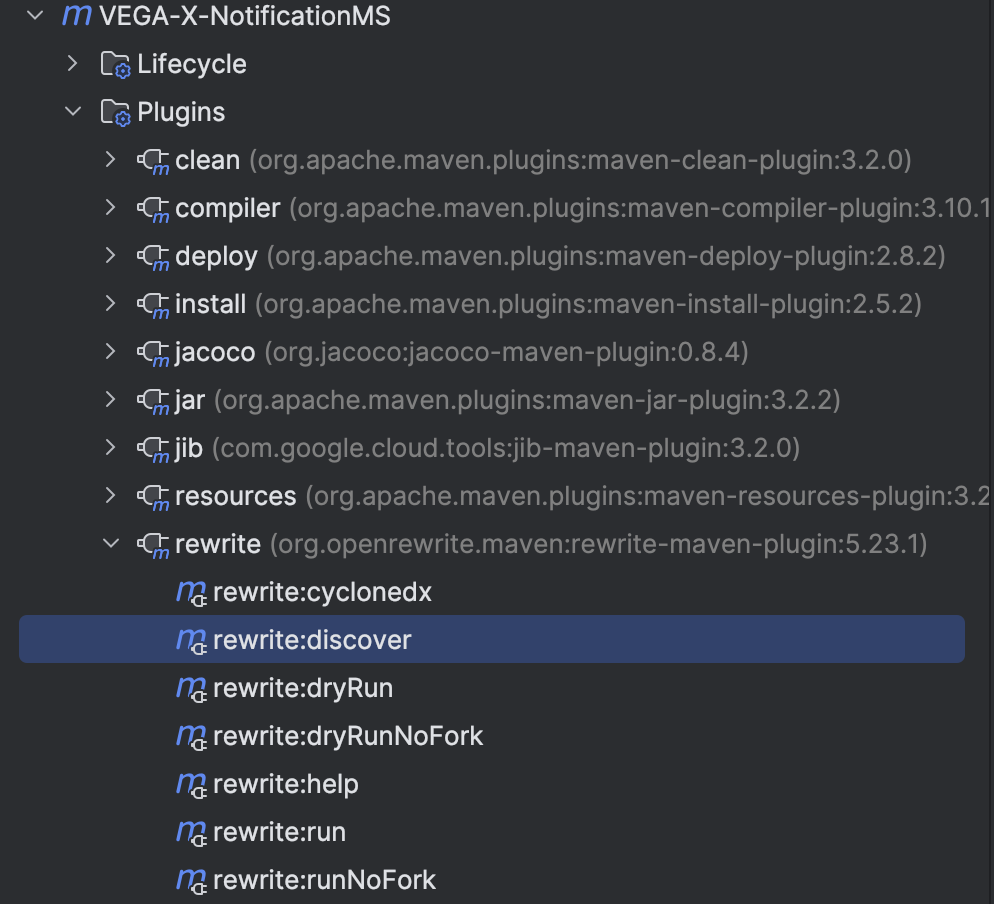 m VEGA-X-NotificationMS
Lifecycle
Plugins
clean (org.apache.maven.plugins:maven-clean-plugin:3.2.0)
compiler (org.apache.maven.plugins:maven-compiler-plugin:3.10.1
deploy (org.apache.maven.plugins:maven-deploy-plugin:2.8.2)
install (org.apache.maven.plugins:maven-install-plugin:2.5.2)
jacoco (org.jacoco:jacoco-maven-plugin:0.8.4)
jar (org.apache.maven.plugins:maven-jar-plugin:3.2.2)
jib (com.google.cloud.tools:jib-maven-plugin:3.2.0)
resources (org.apache.maven.plugins:maven-resources-plugin:3.2
rewrite (org.openrewrite.maven:rewrite-maven-plugin:5.23.1)
rewrite:cyclonedx
rewrite:discover
rewrite:dryRun
rewrite:dryRunNoFork
rewrite:help
rewrite:run
rewrite:runNoFork